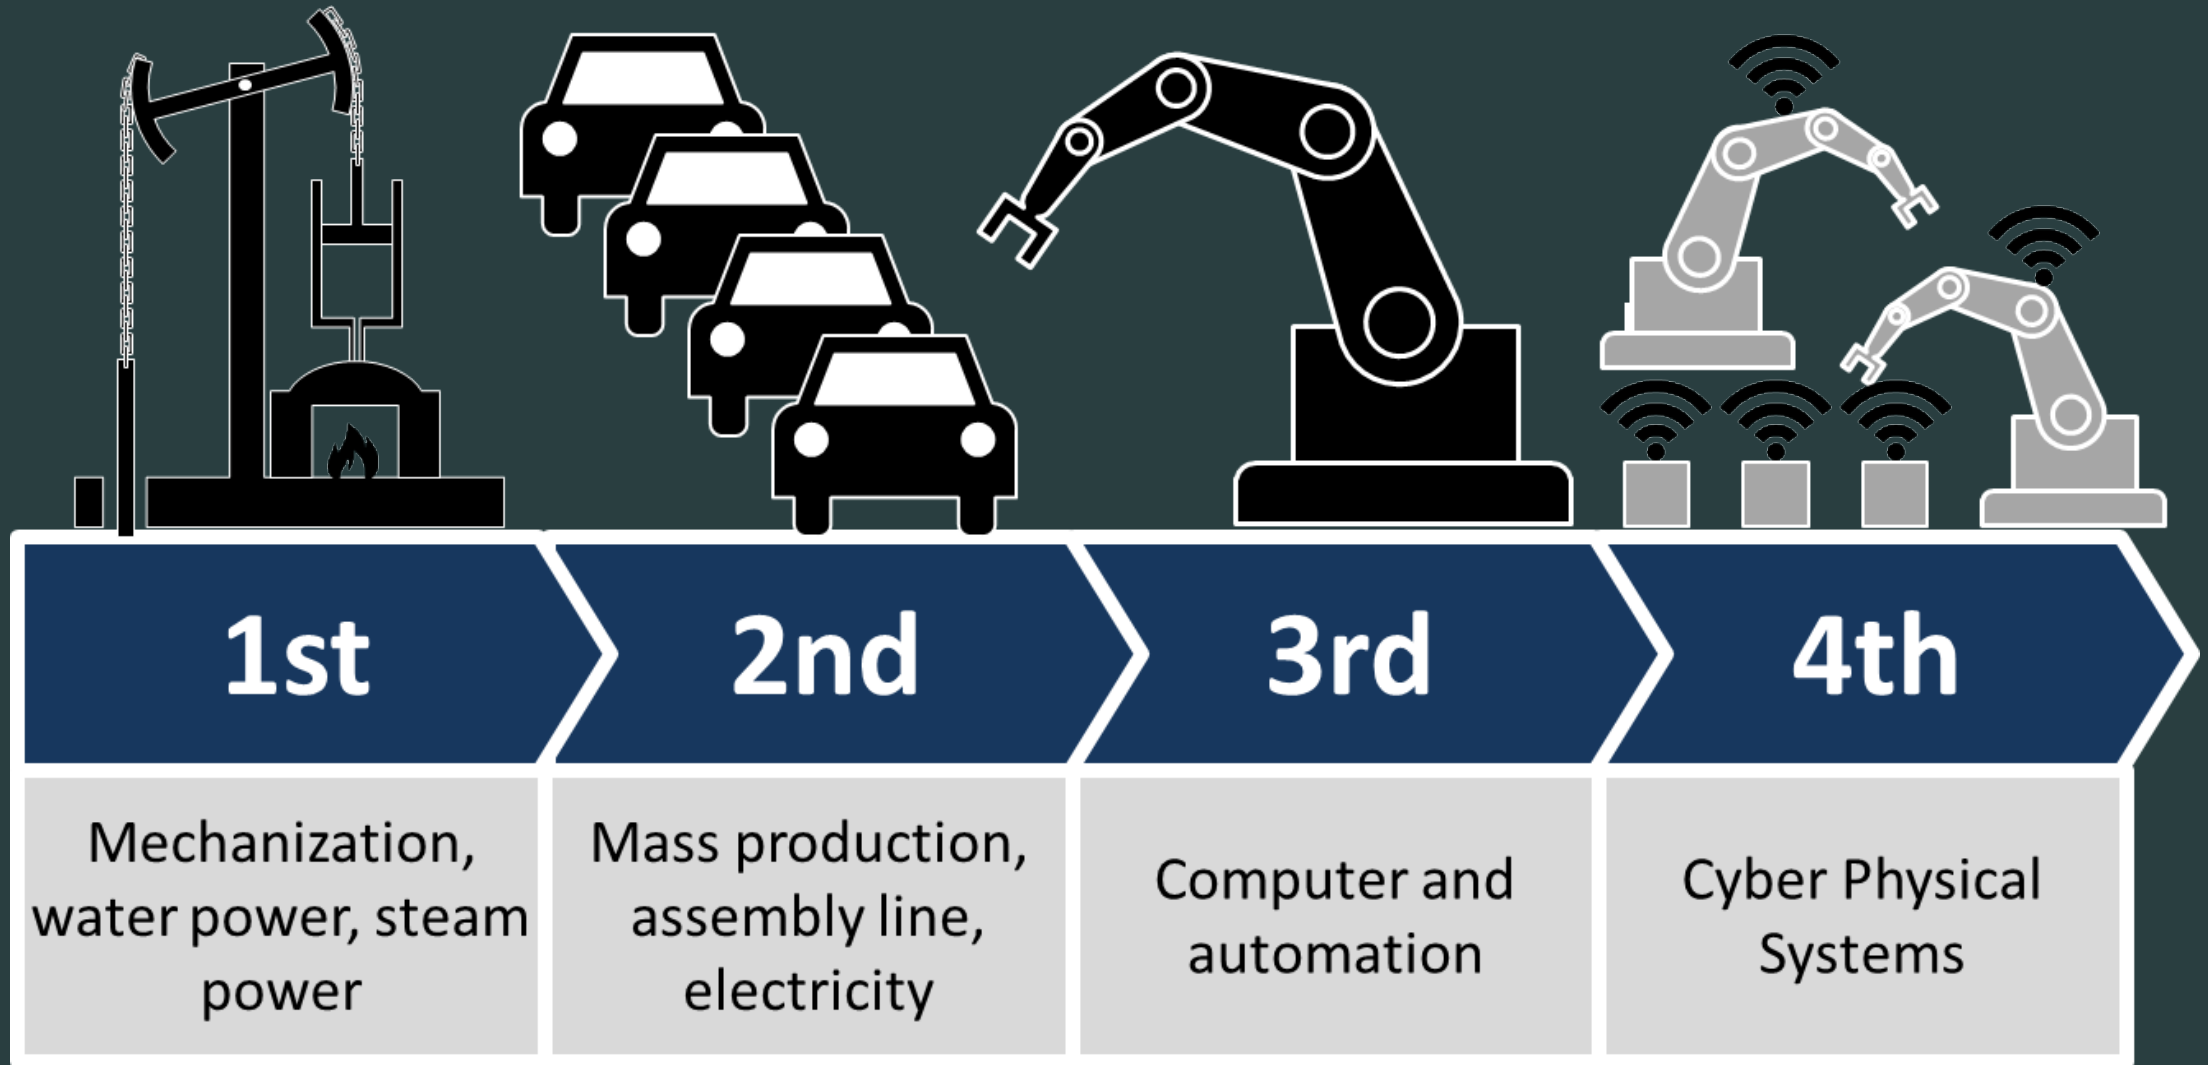 1st
2nd
3rd
4th
Mechanization,
water power, steam
power
Mass production,
assembly line,
electricity
Computer and
automation
Cyber Physical
Systems